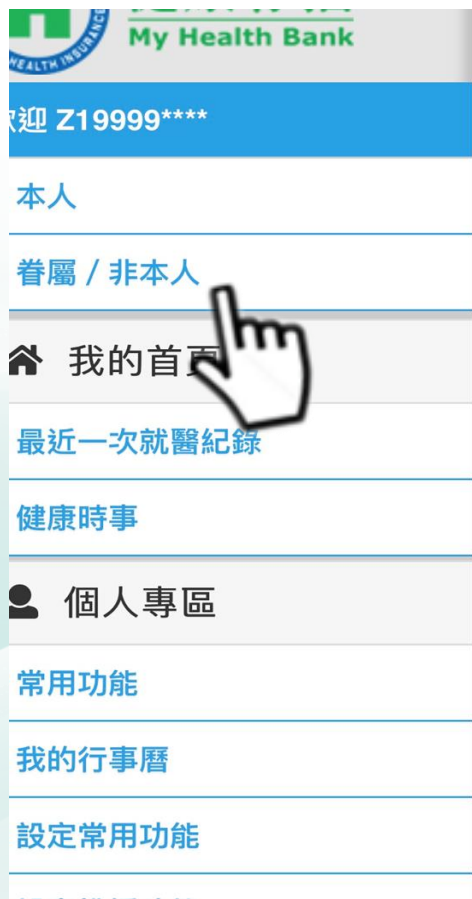 My Health Bank
HEALTH INSURANCE
迎 Z19999****
本人
眷屬 / 非本人
我的首頁
最近一次就醫紀錄
健康時事
個人專區
常用功能
我的行事曆
設定常用功能